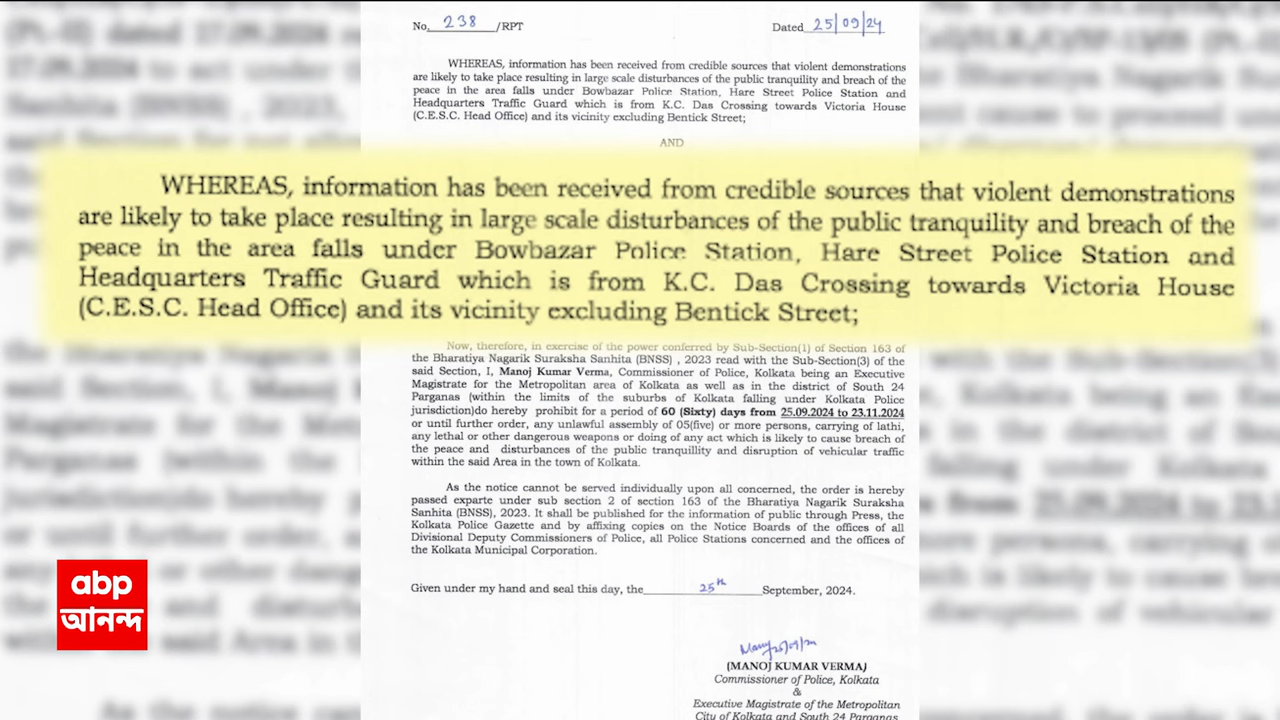 No. 238 /RPT
Dated 25/09/24
WHEREAS, information has been received from credible sources that violent demonstrations
are likely to take place resulting in large scale disturbances of the public tranquility and breach of the
peace in the area falls under Bowbazar Police Station, Hare Street Police Station and
Headquarters Traffic Guard which is from K.C. Das Crossing towards Victoria House
(C.E.S.C. Head Office) and its vicinity excluding Bentick Street;
AND
WHEREAS, information has been received from credible sources that violent demonstrations
are likely to take place resulting in large scale disturbances of the public tranquility and breach of the
peace in the area falls under Bowbazar Police Station, Hare Street Police Station and
Headquarters Traffic Guard which is from K.C. Das Crossing towards Victoria House
(C.E.S.C. Head Office) and its vicinity excluding Bentick Street;
Now, therefore, in exercise of the power conferred by Sub-Section(1) of Section 163 of
the Bharatiya Nagarik Suraksha Sanhita (BNSS) , 2023 read with the Sub-Section(3) of the
said Section, I, Manoj Kumar Verma, Commissioner of Police, Kolkata being an Executive
Magistrate for the Metropolitan area of Kolkata as well as in the district of South 24
Parganas (within the limits of the suburbs of Kolkata falling under Kolkata Police
jurisdiction)do hereby prohibit for a period of 60 (Sixty) days from 25.09.2024 to 23.11.2024
or until further order, any unlawful assembly of 05(five) or more persons, carrying of lathi,
any lethal or other dangerous weapons or doing of any act which is likely to cause breach of
the peace and disturbances of the public tranquillity and disruption of vehicular traffic
within the said Area in the town of Kolkata.
As the notice cannot be served individually upon all concerned, the order is hereby
passed exparte under sub section 2 of section 163 of the Bharatiya Nagarik Suraksha
Sanhita (BNSS), 2023. It shall be published for the information of public through Press, the
Kolkata Police Gazette and by affixing copies on the Notice Boards of the offices of all
Divisional Deputy Commissioners of Police, all Police Stations concerned and the offices of
the Kolkata Municipal Corporation.
Given under my hand and seal this day, the 25th September, 2024.
(MANOJ KUMAR VERMA)
Commissioner of Police, Kolkata
&
Executive Magistrate of the Metropolitan
City of Kolkata and South 24 Parganas
abp
আনন্দ